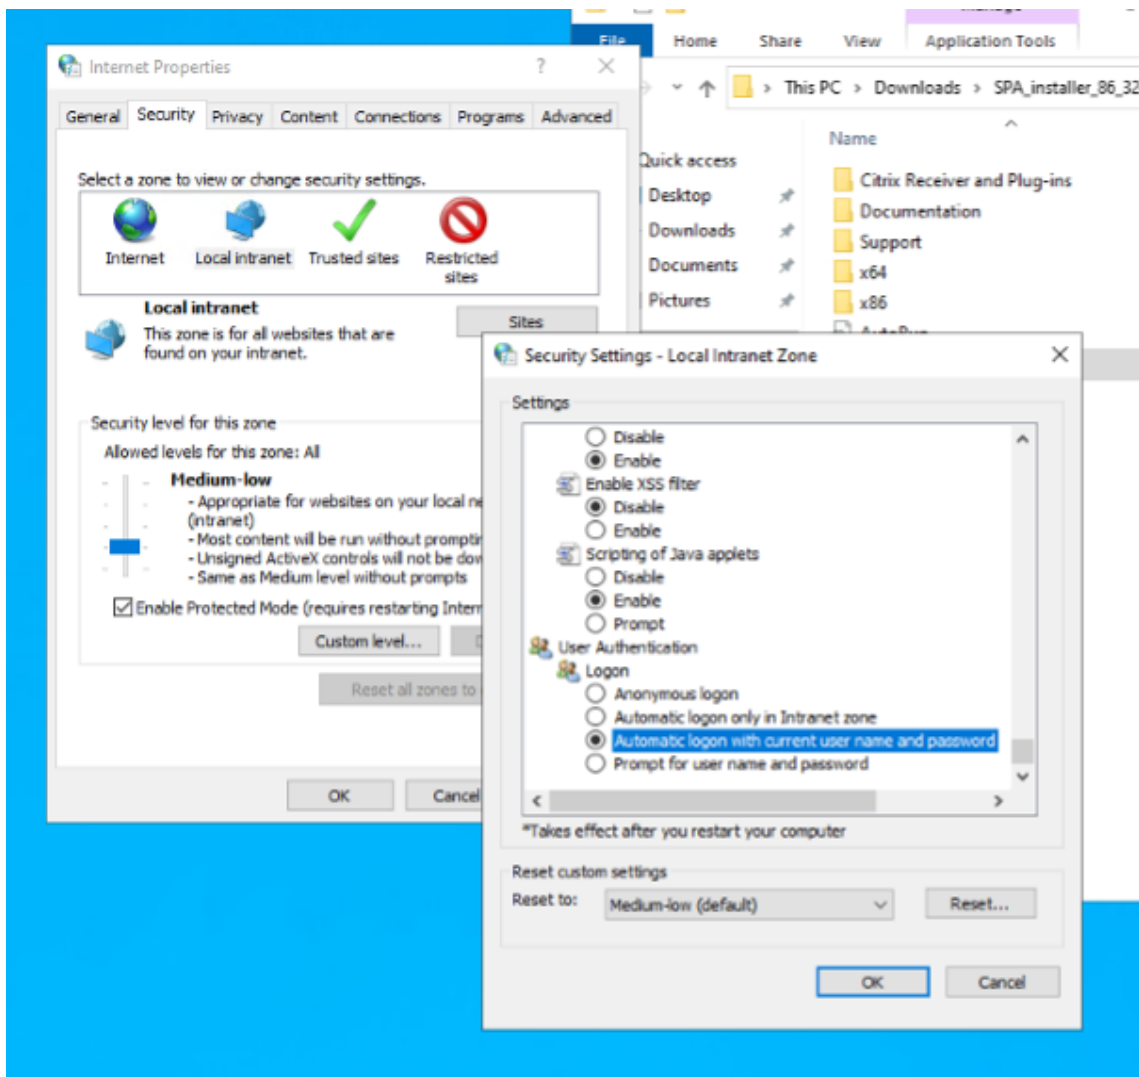 File
Home
Share
View
Application Tools
This PC > Downloads > SPA_installer_86_32
Name
Quick access
Desktop
Downloads
Documents
Pictures
Citrix Receiver and Plug-ins
Documentation
Support
x64
x86
Internet Properties
?
General
Security
Privacy
Content
Connections
Programs
Advanced
Select a zone to view or change security settings.
Internet
Local intranet
Trusted sites
Restricted
sites
Local intranet
Sites
This zone is for all websites that are
found on your intranet.
Security level for this zone
Allowed levels for this zone: All
Medium-low
- Appropriate for websites on your local ne
(intranet)
- Most content will be run without promptin
- Unsigned ActiveX controls will not be dow
- Same as Medium level without prompts
Enable Protected Mode (requires restarting Intern
Custom level...
Reset all zones to
OK
Cancel
Security Settings - Local Intranet Zone
Settings
Disable
Enable
Enable XSS filter
Disable
Enable
Scripting of Java applets
Disable
Enable
Prompt
User Authentication
Logon
Anonymous logon
Automatic logon only in Intranet zone
Automatic logon with current user name and password
Prompt for user name and password
*Takes effect after you restart your computer
Reset custom settings
Reset to:
Medium-low (default)
Reset...
OK
Cancel